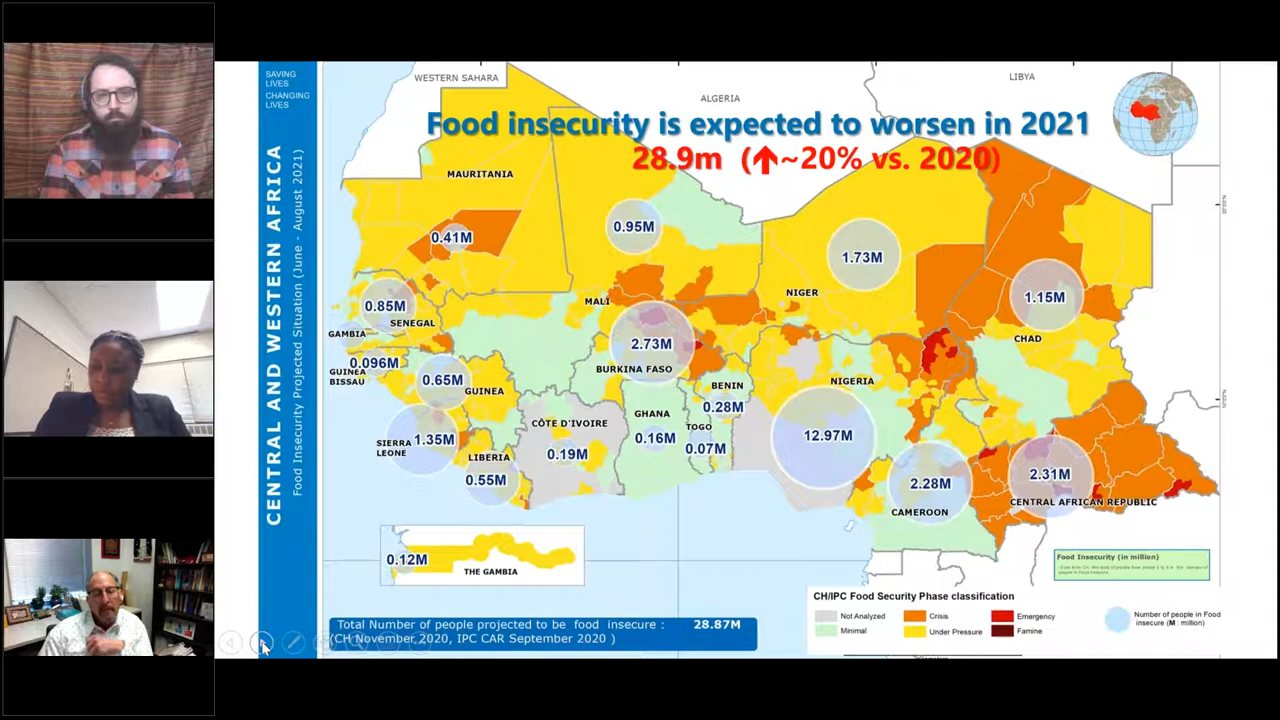 SAVING
LIVES
CHANGING
LIVES
CENTRAL AND WESTERN AFRICA
Food Insecurity Projected Situation (June - August 2021)
WESTERN SAHARA
LIBYA
ALGERIA
Food insecurity is expected to worsen in 2021
28.9m (↑~20% vs. 2020)
MAURITANIA
0.41M
0.95M
1.73M
NIGER
1.15M
MALI
0.85M
SENEGAL
GAMBIA
CHAD
2.73M
BURKINA FASO
0.096M
GUINEA
BISSAU
0.65M
GUINEA
BENIN
0.28M
NIGERIA
GHANA
0.16M
TOGO
0.07M
CÔTE D'IVOIRE
0.19M
12.97M
SIERRA
LEONE
1.35M
LIBERIA
0.55M
2.28M
CAMEROON
2.31M
CENTRAL AFRICAN REPUBLIC
0.12M
THE GAMBIA
Food Insecurity (in million)
CH/IPC Food Security Phase classification
Not Analyzed
Crisis
Emergency
Minimal
Under Pressure
Famine
Number of people in Food
insecure (M : million)
Total Number of people projected to be food insecure : 28.87M
(CH November 2020, IPC CAR September 2020 )